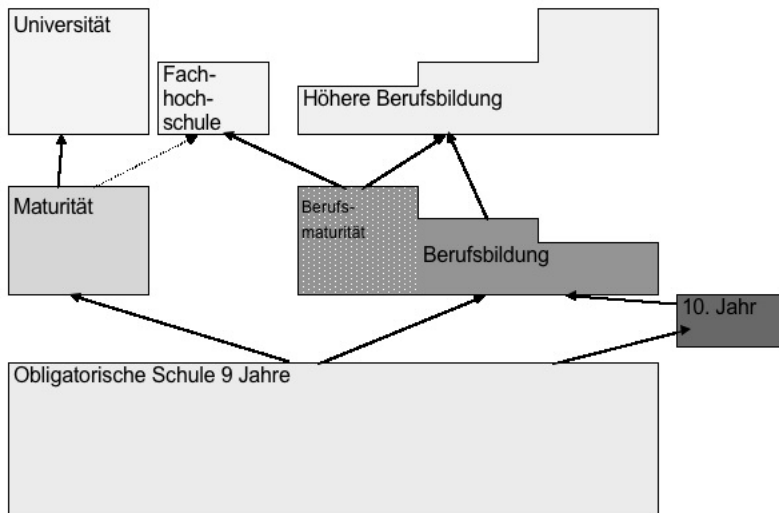 Universität
Fach-
hoch-
schule
Höhere Berufsbildung
Maturität
Berufs-
maturität
Berufsbildung
10. Jahr
Obligatorische Schule 9 Jahre